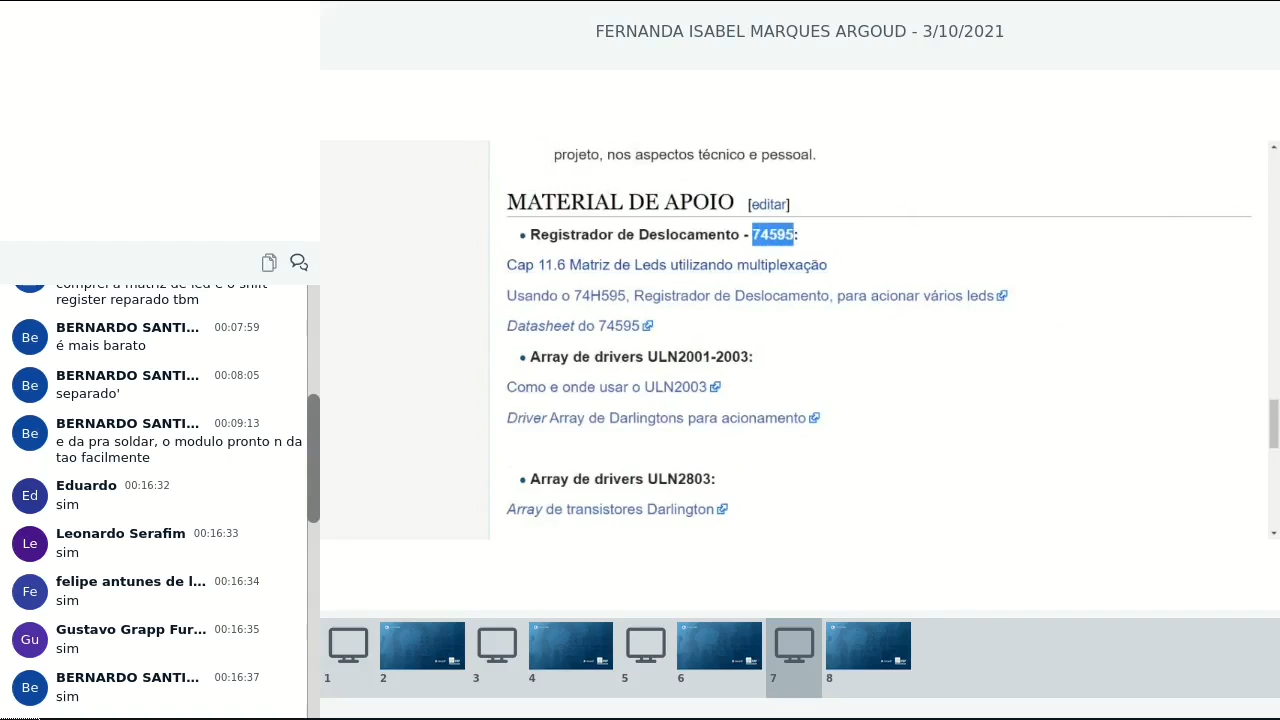 FERNANDA ISABEL MARQUES ARGOUD - 3/10/2021
comprei a matriz de led e o shift
register reparado tbm
Be
BERNARDO SANTI... 00:07:59
é mais barato
Be
BERNARDO SANTI... 00:08:05
separado'
Be
BERNARDO SANTI... 00:09:13
e da pra soldar, o modulo pronto n da
tao facilmente
Ed
Eduardo 00:16:32
sim
Le
Leonardo Serafim 00:16:33
sim
Fe
felipe antunes de l... 00:16:34
sim
Gu
Gustavo Grapp Fur... 00:16:35
sim
Be
BERNARDO SANTI... 00:16:37
sim
projeto, nos aspectos técnico e pessoal.
MATERIAL DE APOIO [editar]
• Registrador de Deslocamento - 74595:
Cap 11.6 Matriz de Leds utilizando multiplexação
Usando o 74H595, Registrador de Deslocamento, para acionar vários leds
Datasheet do 74595
• Array de drivers ULN2001-2003:
Como e onde usar o ULN2003
Driver Array de Darlingtons para acionamento
• Array de drivers ULN2803:
Array de transistores Darlington
1
2
3
4
5
6
7
8